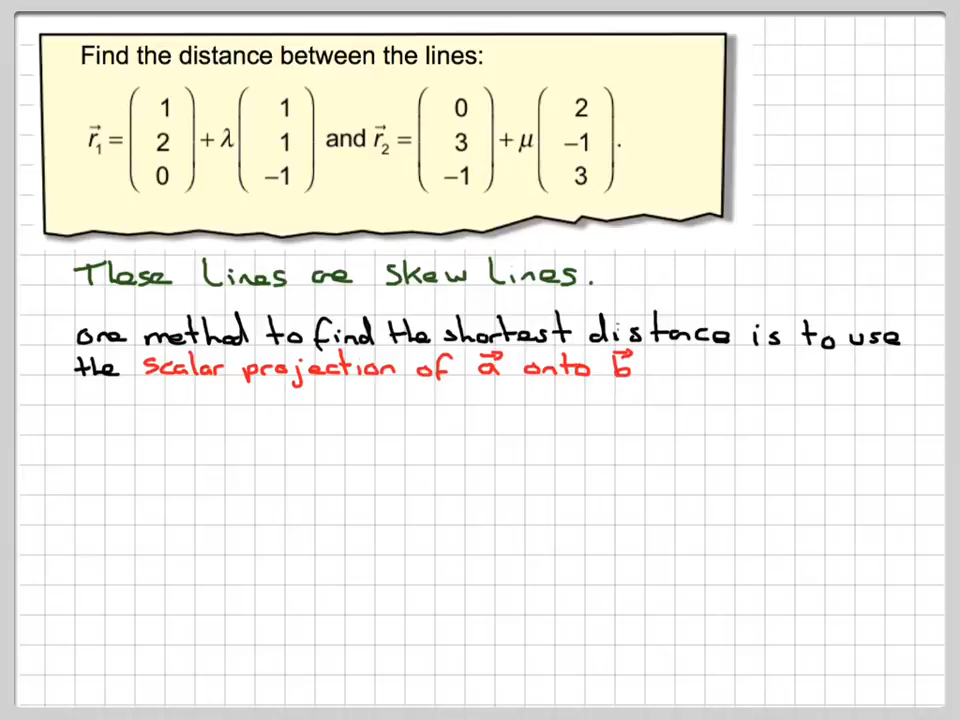 Find the distance between the lines:
r⃗₁ = ( 1 2 0 ) + λ ( 1 1 −1 ) and r⃗₂ = ( 0 3 −1 ) + μ ( 2 −1 3 ).
These lines are skew lines.
one method to find the shortest distance is to use
the scalar projection of a⃗ onto b⃗